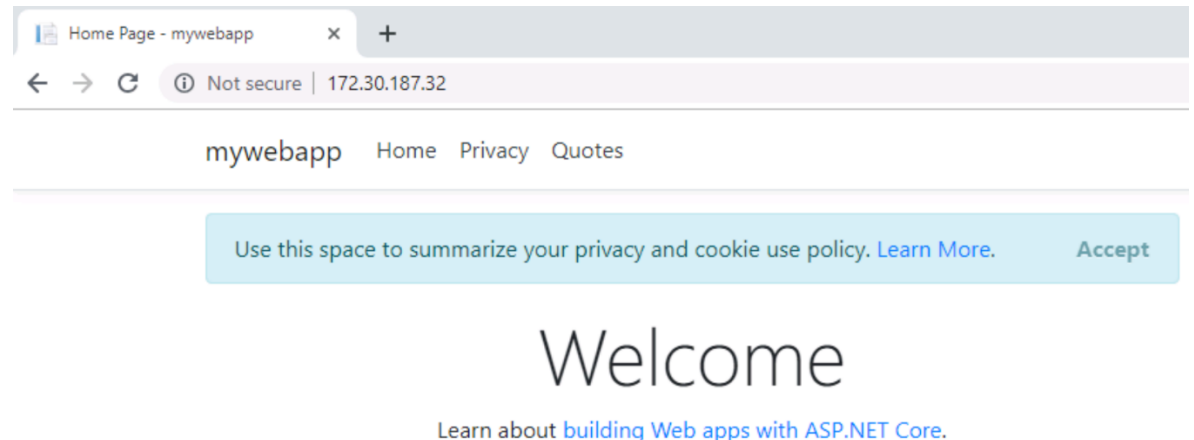 Home Page - mywebapp
Not secure | 172.30.187.32
mywebapp Home Privacy Quotes
Use this space to summarize your privacy and cookie use policy. Learn More. Accept
Welcome
Learn about building Web apps with ASP.NET Core.